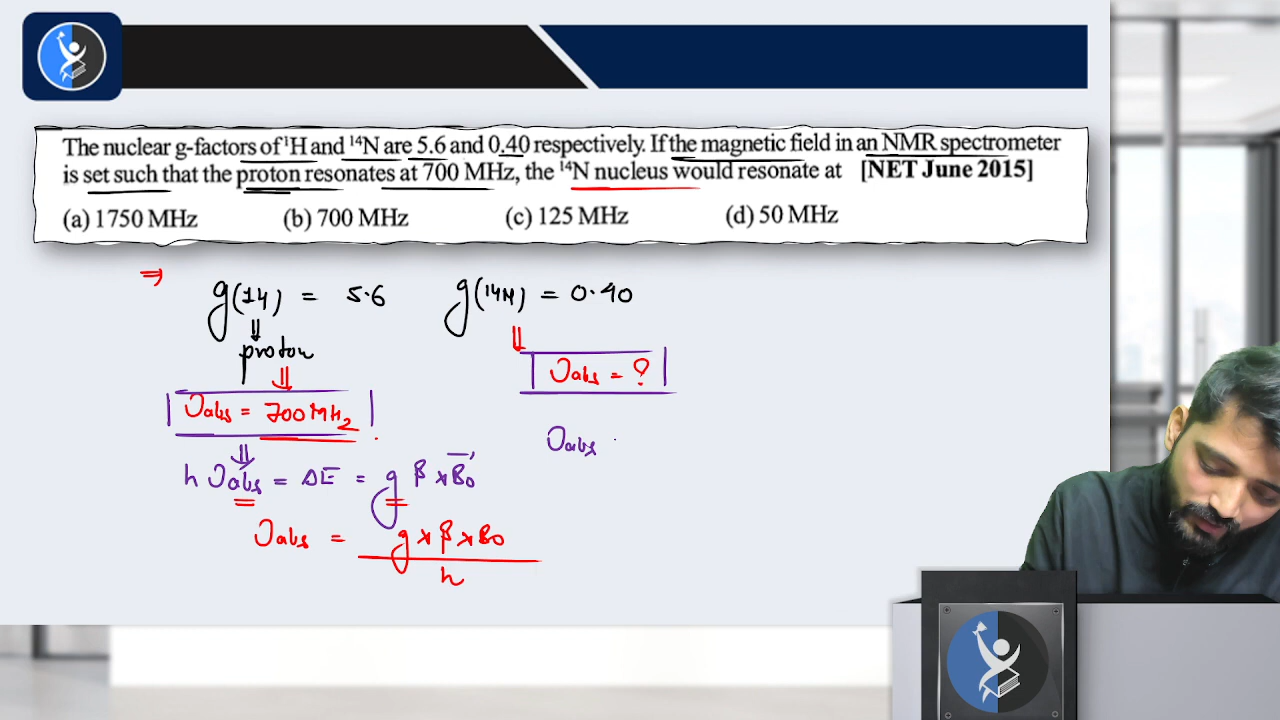 The nuclear g-factors of ¹H and ¹⁴N are 5.6 and 0.40 respectively. If the magnetic field in an NMR spectrometer
is set such that the proton resonates at 700 MHz, the ¹⁴N nucleus would resonate at [NET June 2015]
(a) 1750 MHz (b) 700 MHz (c) 125 MHz (d) 50 MHz
⇒ g(1H) = 5.6 g(14N) = 0.40
⇓ ⇓
proton
⇓
νabs = ?
νabs = 700MHz
⇓ νabs
h νabs = ΔE = g β × B₀
νabs = g × β × B₀
h